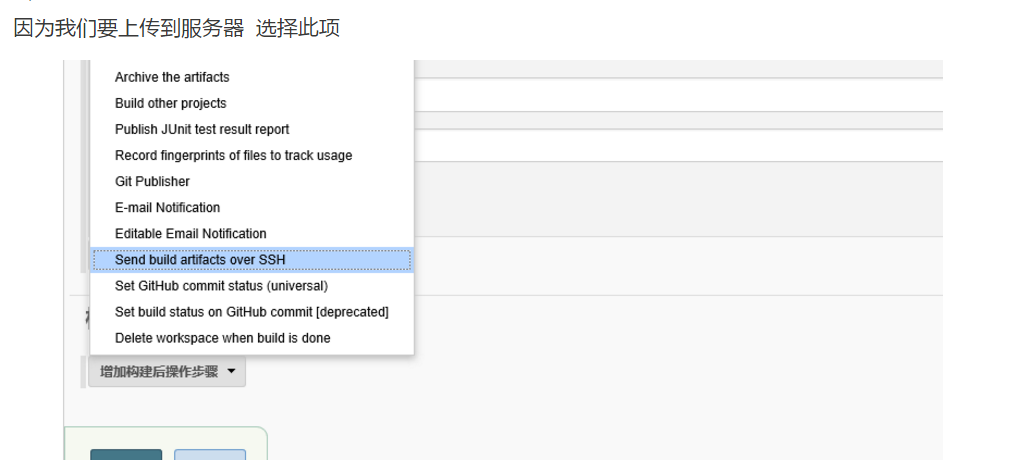 因为我们要上传到服务器 选择此项
Archive the artifacts
Build other projects
Publish JUnit test result report
Record fingerprints of files to track usage
Git Publisher
E-mail Notification
Editable Email Notification
Send build artifacts over SSH
Set GitHub commit status (universal)
Set build status on GitHub commit [deprecated]
Delete workspace when build is done
增加构建后操作步骤